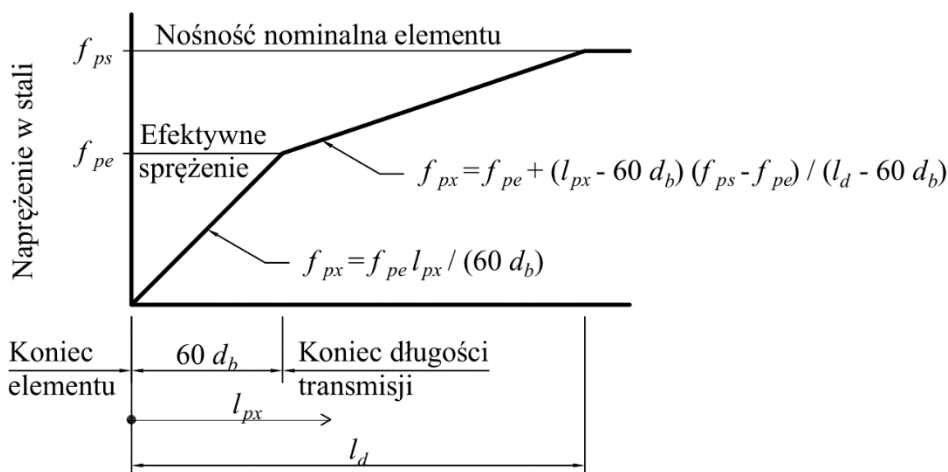 Naprężenie w stali
f_ps
Nośność nominalna elementu
f_pe
Efektywne
sprężenie
f_px = f_pe + (l_px - 60 d_b) (f_ps - f_pe) / (l_d - 60 d_b)
f_px = f_pe l_px / (60 d_b)
Koniec
elementu
60 d_b
Koniec długości
transmisji
l_px
l_d